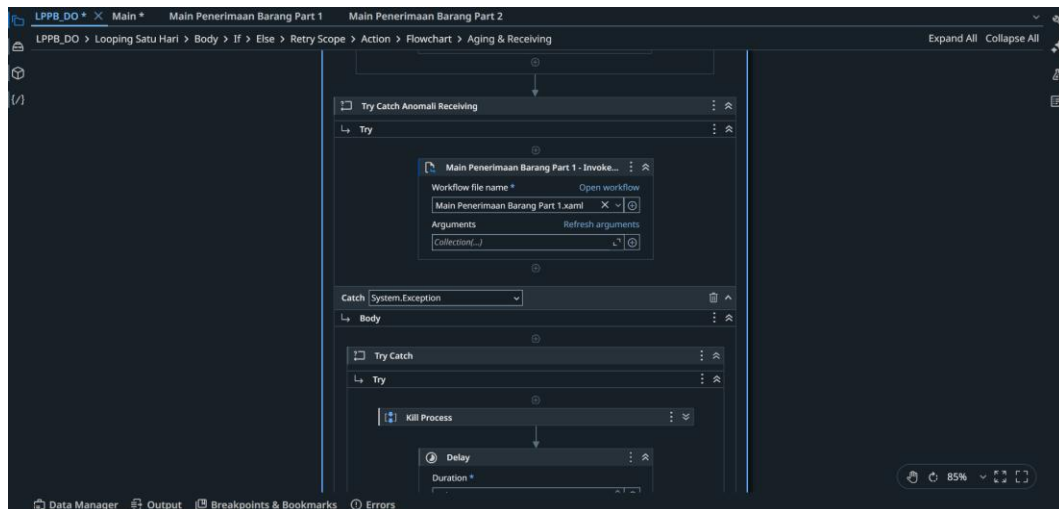 LPPB_DO * Main * Main Penerimaan Barang Part 1 Main Penerimaan Barang Part 2
LPPB_DO > Looping Satu Hari > Body > If > Else > Retry Scope > Action > Flowchart > Aging & Receiving Expand All Collapse All
Try Catch Anomali Receiving
Try
Main Penerimaan Barang Part 1 - Invoke...
Workflow file name * Open workflow
Main Penerimaan Barang Part 1.xaml
Arguments Refresh arguments
Collection(...)
Catch System.Exception
Body
Try Catch
Try
Kill Process
Delay
Duration *
85%
Data Manager Output Breakpoints & Bookmarks Errors